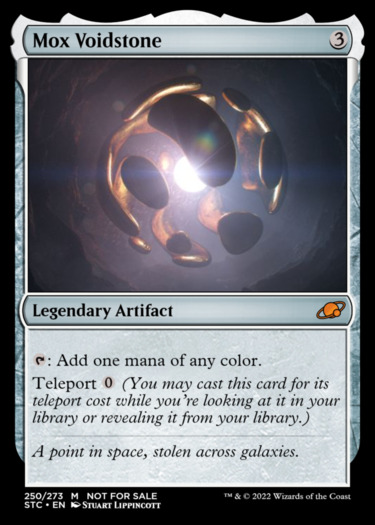 Mox Voidstone 3
Legendary Artifact
: Add one mana of any color.
Teleport 0 (You may cast this card for its
teleport cost while you're looking at it in your
library or revealing it from your library.)
A point in space, stolen across galaxies.
250/273 M NOT FOR SALE
STC • EN Stuart Lippincott
™ & © 2022 Wizards of the Coast